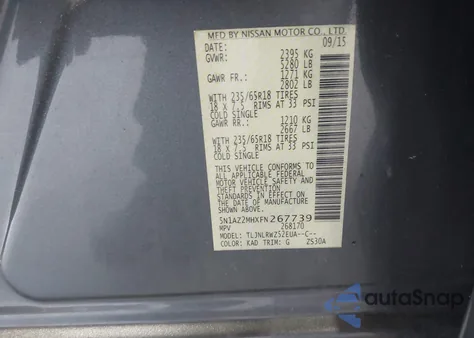 MFD BY NISSAN MOTOR CO., LTD.
DATE: 09/15
GVWR: 2395 KG
5280 LB
GAWR FR.: 1271 KG
2802 LB
WITH 235/65R18 TIRES
18 X 7.5 RIMS AT 33 PSI
COLD SINGLE
GAWR RR.: 1210 KG
2667 LB
WITH 235/65R18 TIRES
18 X 7.5 RIMS AT 33 PSI
COLD SINGLE
THIS VEHICLE CONFORMS TO
ALL APPLICABLE FEDERAL
MOTOR VEHICLE SAFETY
AND THEFT PREVENTION
STANDARDS IN EFFECT ON
THE DATE OF MANUFACTURE
SHOWN ABOVE.
5N1AZ2MHXFN267739
MPV 268170
MODEL: TLJNLRWZ52EUA--C--
COLOR: KAD TRIM: G ZS30A
autoSnap